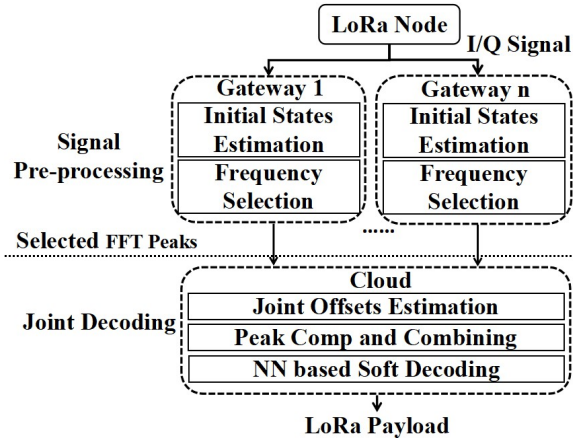 LoRa Node
I/Q Signal
Gateway 1
Initial States
Estimation
Frequency
Selection
Gateway n
Initial States
Estimation
Frequency
Selection
Signal
Pre-processing
......
Selected FFT Peaks
Cloud
Joint Offsets Estimation
Joint Decoding
Peak Comp and Combining
NN based Soft Decoding
LoRa Payload